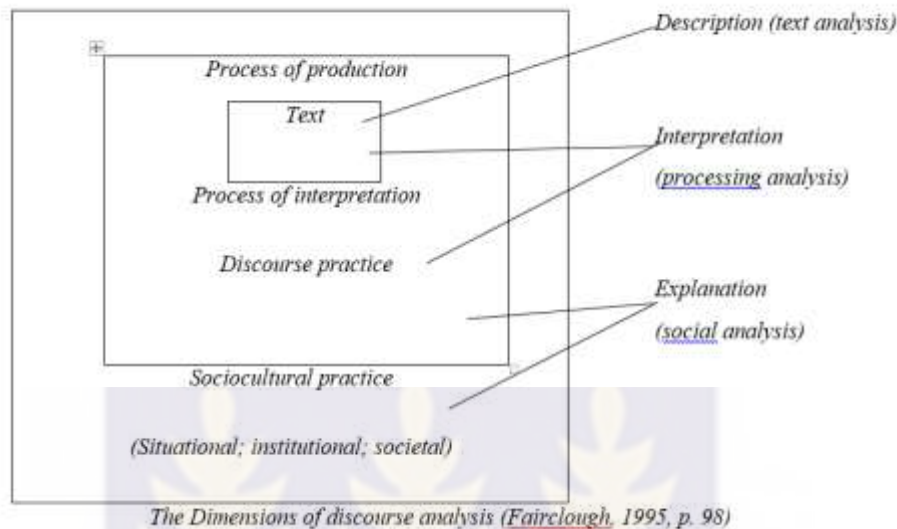 Description (text analysis)
Process of production
Text
Interpretation
(processing analysis)
Process of interpretation
Discourse practice
Explanation
(social analysis)
Sociocultural practice
(Situational; institutional; societal)
The Dimensions of discourse analysis (Fairclough, 1995, p. 98)